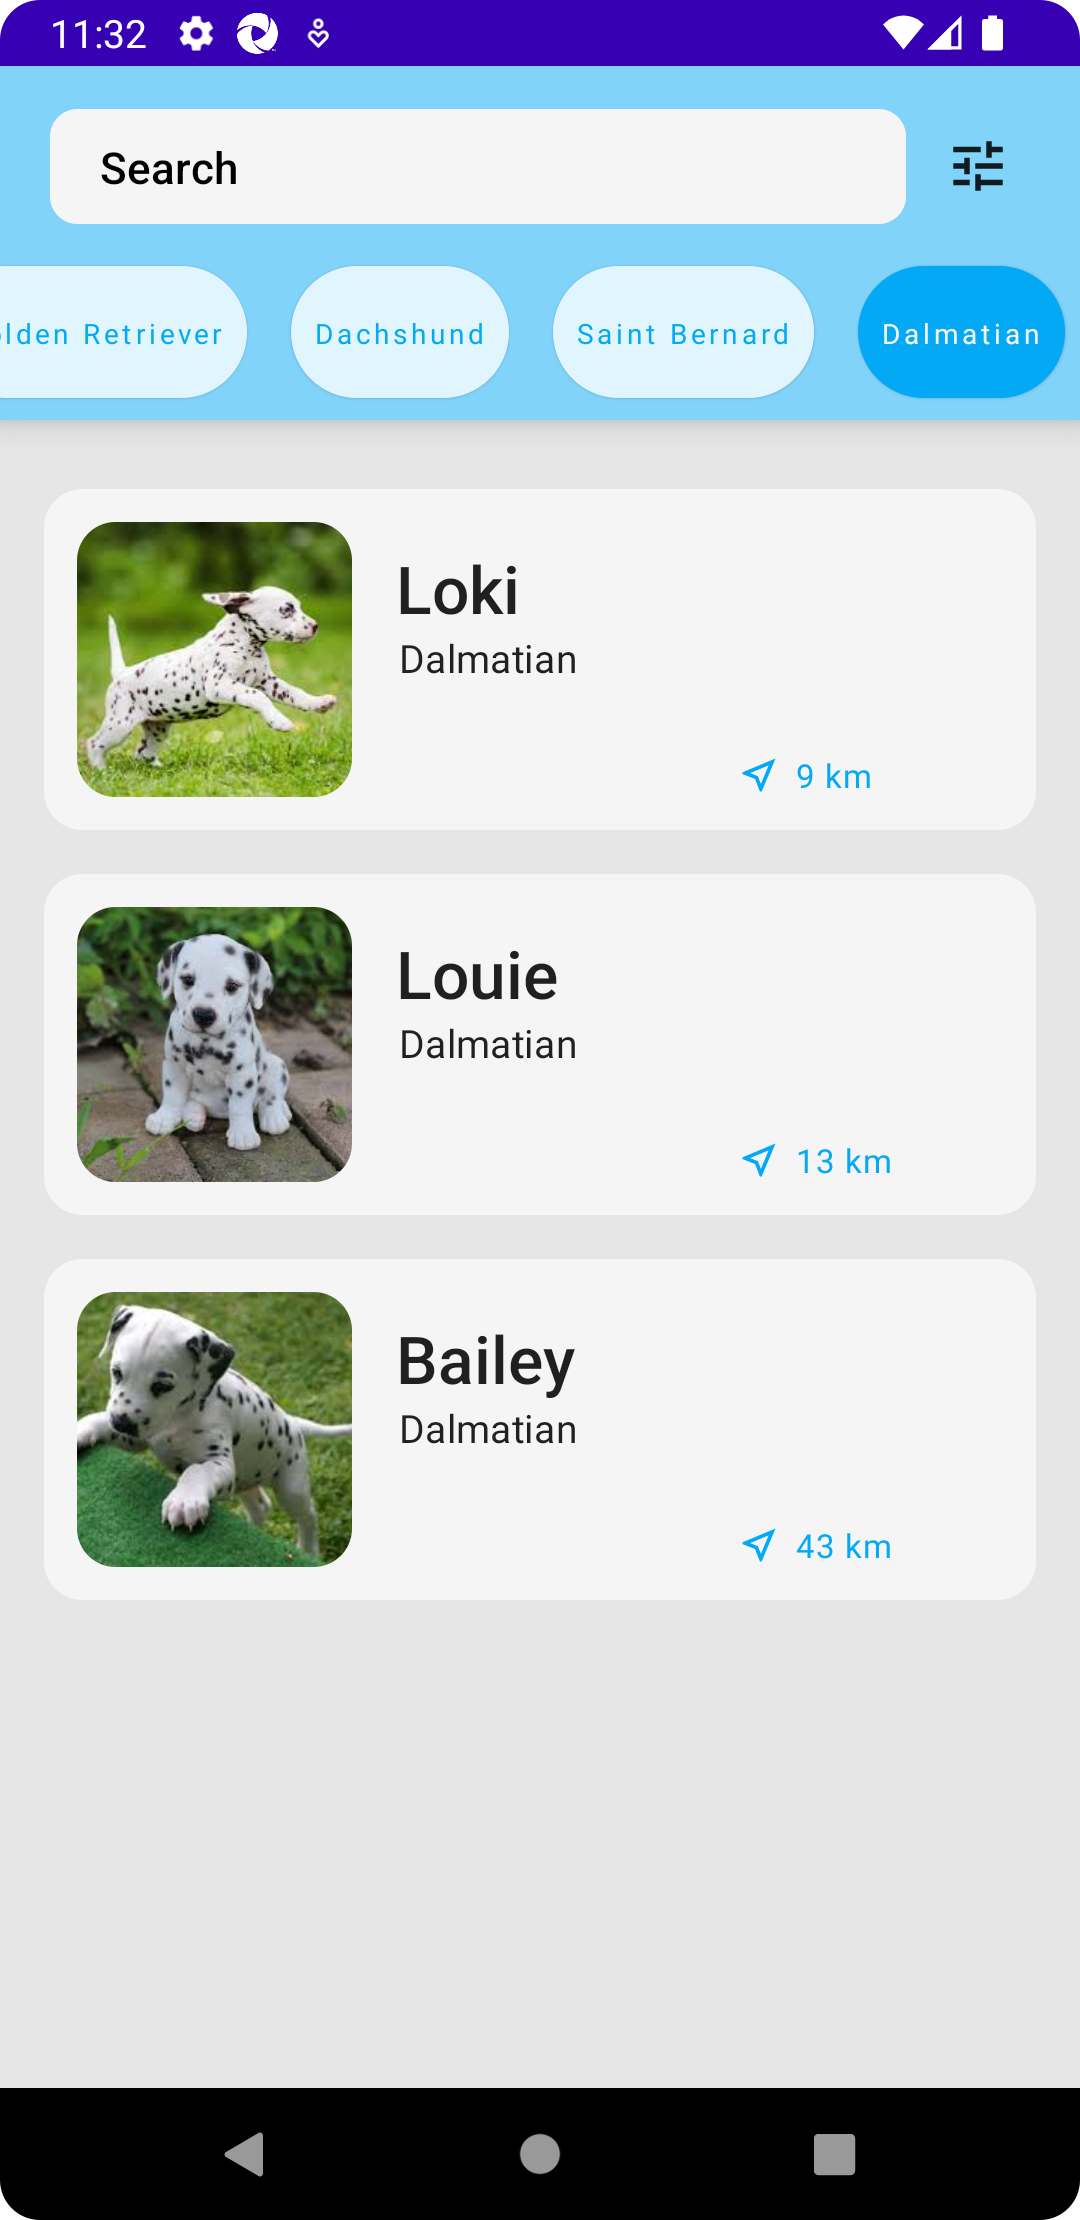 11:32
Search
lden Retriever
Dachshund
Saint Bernard
Dalmatian
Loki
Dalmatian
9 km
Louie
Dalmatian
13 km
Bailey
Dalmatian
43 km